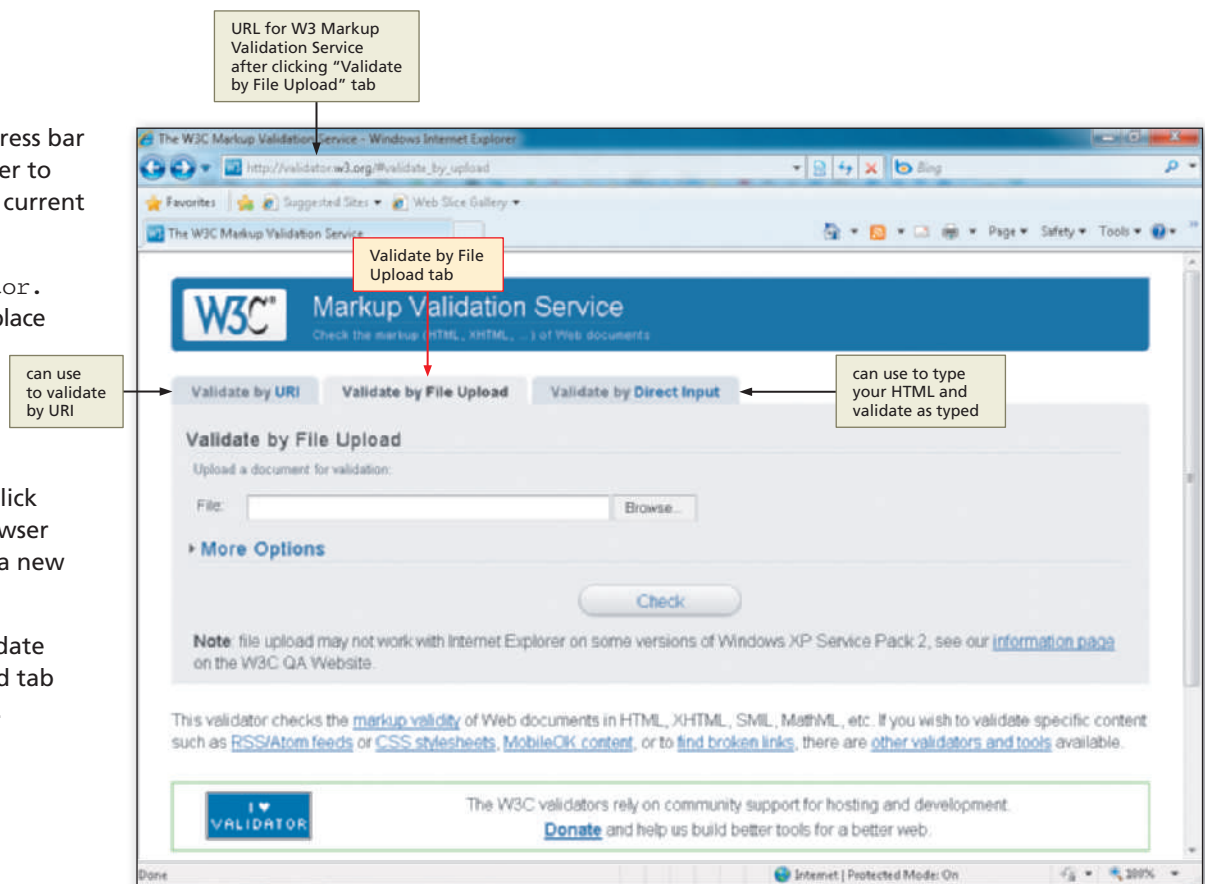 URL for W3 Markup
Validation Service
after clicking “Validate
by File Upload” tab
ress bar
er to
current
or.
place
lick
wser
a new
date
d tab
The W3C Markup Validation Service - Windows Internet Explorer
http://validator.w3.org/#validate_by_upload
Bing
Favorites
Suggested Sites
Web Slice Gallery
The W3C Markup Validation Service
Page
Safety
Tools
Validate by File
Upload tab
W3C®
Markup Validation Service
Check the markup (HTML, XHTML, ...) of Web documents
can use
to validate
by URI
Validate by URI
Validate by File Upload
Validate by Direct Input
can use to type
your HTML and
validate as typed
Validate by File Upload
Upload a document for validation:
File:
Browse...
More Options
Check
Note: file upload may not work with Internet Explorer on some versions of Windows XP Service Pack 2, see our information page
on the W3C QA Website.
This validator checks the markup validity of Web documents in HTML, XHTML, SMIL, MathML, etc. If you wish to validate specific content
such as RSS/Atom feeds or CSS stylesheets, MobileOK content, or to find broken links, there are other validators and tools available.
I ♥
VALIDATOR
The W3C validators rely on community support for hosting and development.
Donate and help us build better tools for a better web.
Done
Internet | Protected Mode: On
100%